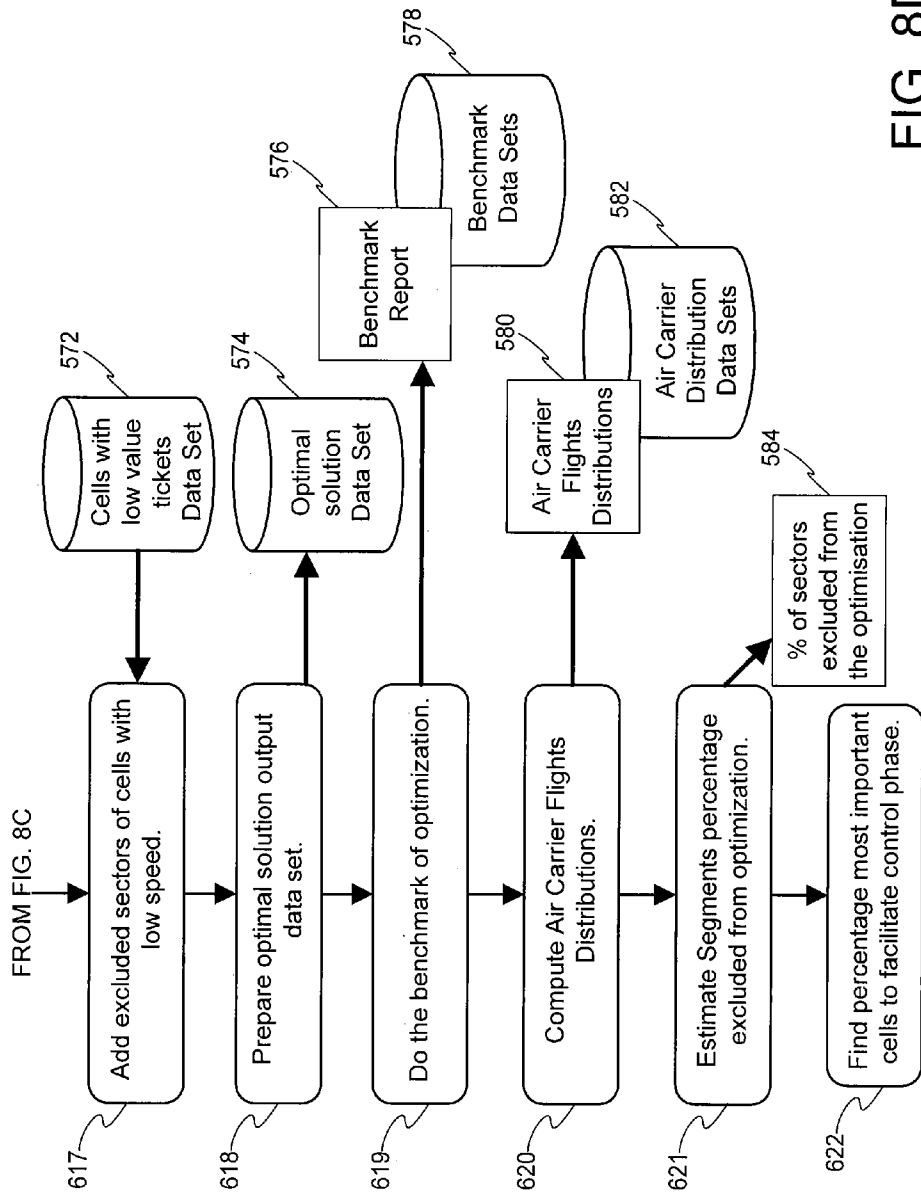 FROM FIG. 8C
617
Add excluded sectors of cells with
low speed.
572
Cells with
low value
tickets
Data Set
618
Prepare optimal solution output
data set.
574
Optimal
solution
Data Set
619
Do the benchmark of optimization.
576
Benchmark
Report
578
Benchmark
Data Sets
620
Compute Air Carrier Flights
Distributions.
580
Air Carrier
Flights
Distributions
582
Air Carrier
Distribution
Data Sets
621
Estimate Segments percentage
excluded from optimization.
584
% of sectors
excluded from
the optimisation
622
Find percentage most important
cells to facilitate control phase.
FIG. 8